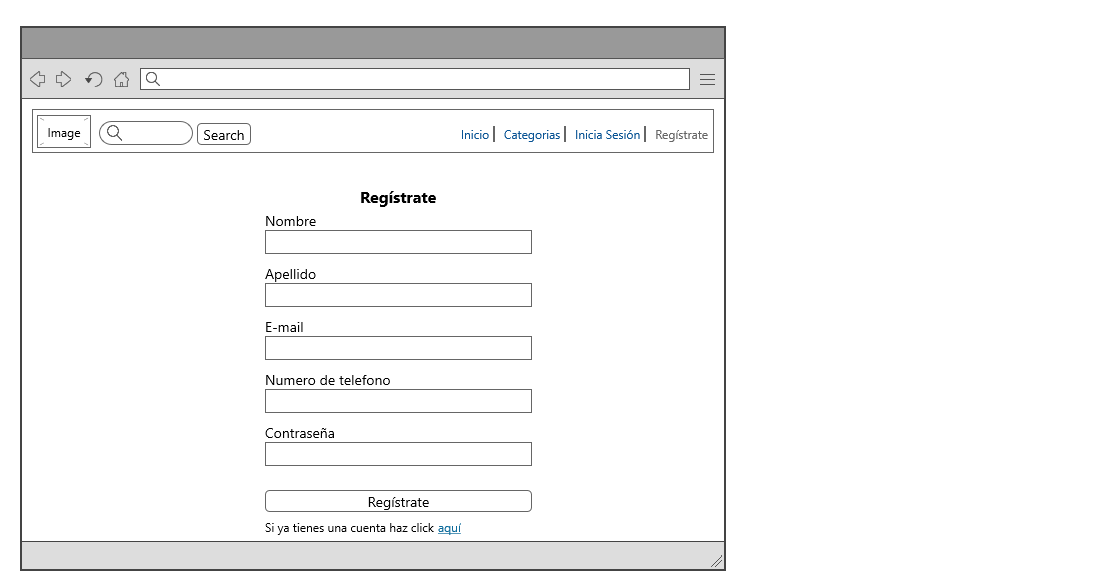 Image Search Inicio Categorias Inicia Sesión Regístrate
Regístrate
Nombre
Apellido
E-mail
Numero de telefono
Contraseña
Regístrate
Si ya tienes una cuenta haz click aquí